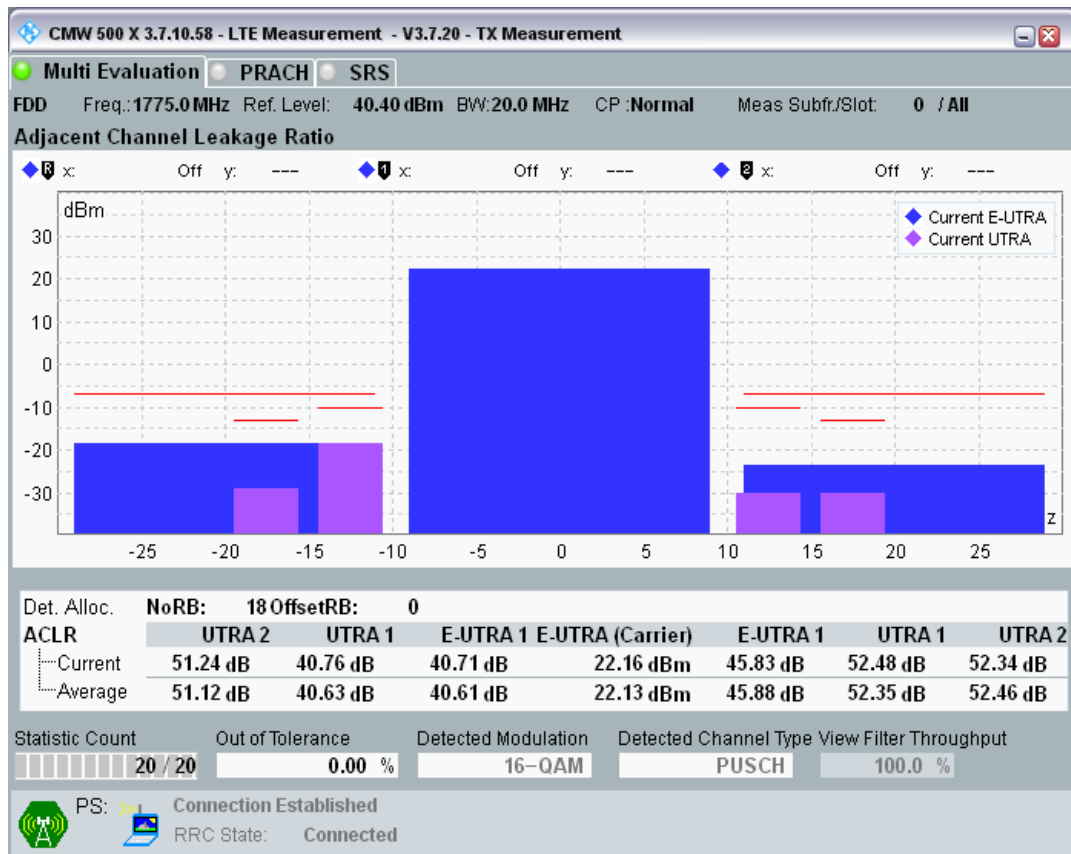 CMW 500 X 3.7.10.58 - LTE Measurement - V3.7.20 - TX Measurement
Multi Evaluation PRACH SRS
FDD Freq.:1775.0 MHz Ref. Level: 40.40 dBm BW:20.0 MHz CP :Normal Meas Subfr./Slot: 0 / All
Adjacent Channel Leakage Ratio
R x: Off y: --- 1 x: Off y: --- 2 x: Off y: ---
dBm
Current E-UTRA
Current UTRA
30
20
10
0
-10
-20
-30
z
-25 -20 -15 -10 -5 0 5 10 15 20 25
Det. Alloc. NoRB: 18 OffsetRB: 0
ACLR UTRA 2 UTRA 1 E-UTRA 1 E-UTRA (Carrier) E-UTRA 1 UTRA 1 UTRA 2
Current 51.24 dB 40.76 dB 40.71 dB 22.16 dBm 45.83 dB 52.48 dB 52.34 dB
Average 51.12 dB 40.63 dB 40.61 dB 22.13 dBm 45.88 dB 52.35 dB 52.46 dB
Statistic Count Out of Tolerance Detected Modulation Detected Channel Type View Filter Throughput
20 / 20 0.00 % 16-QAM PUSCH 100.0 %
PS: Connection Established
RRC State: Connected